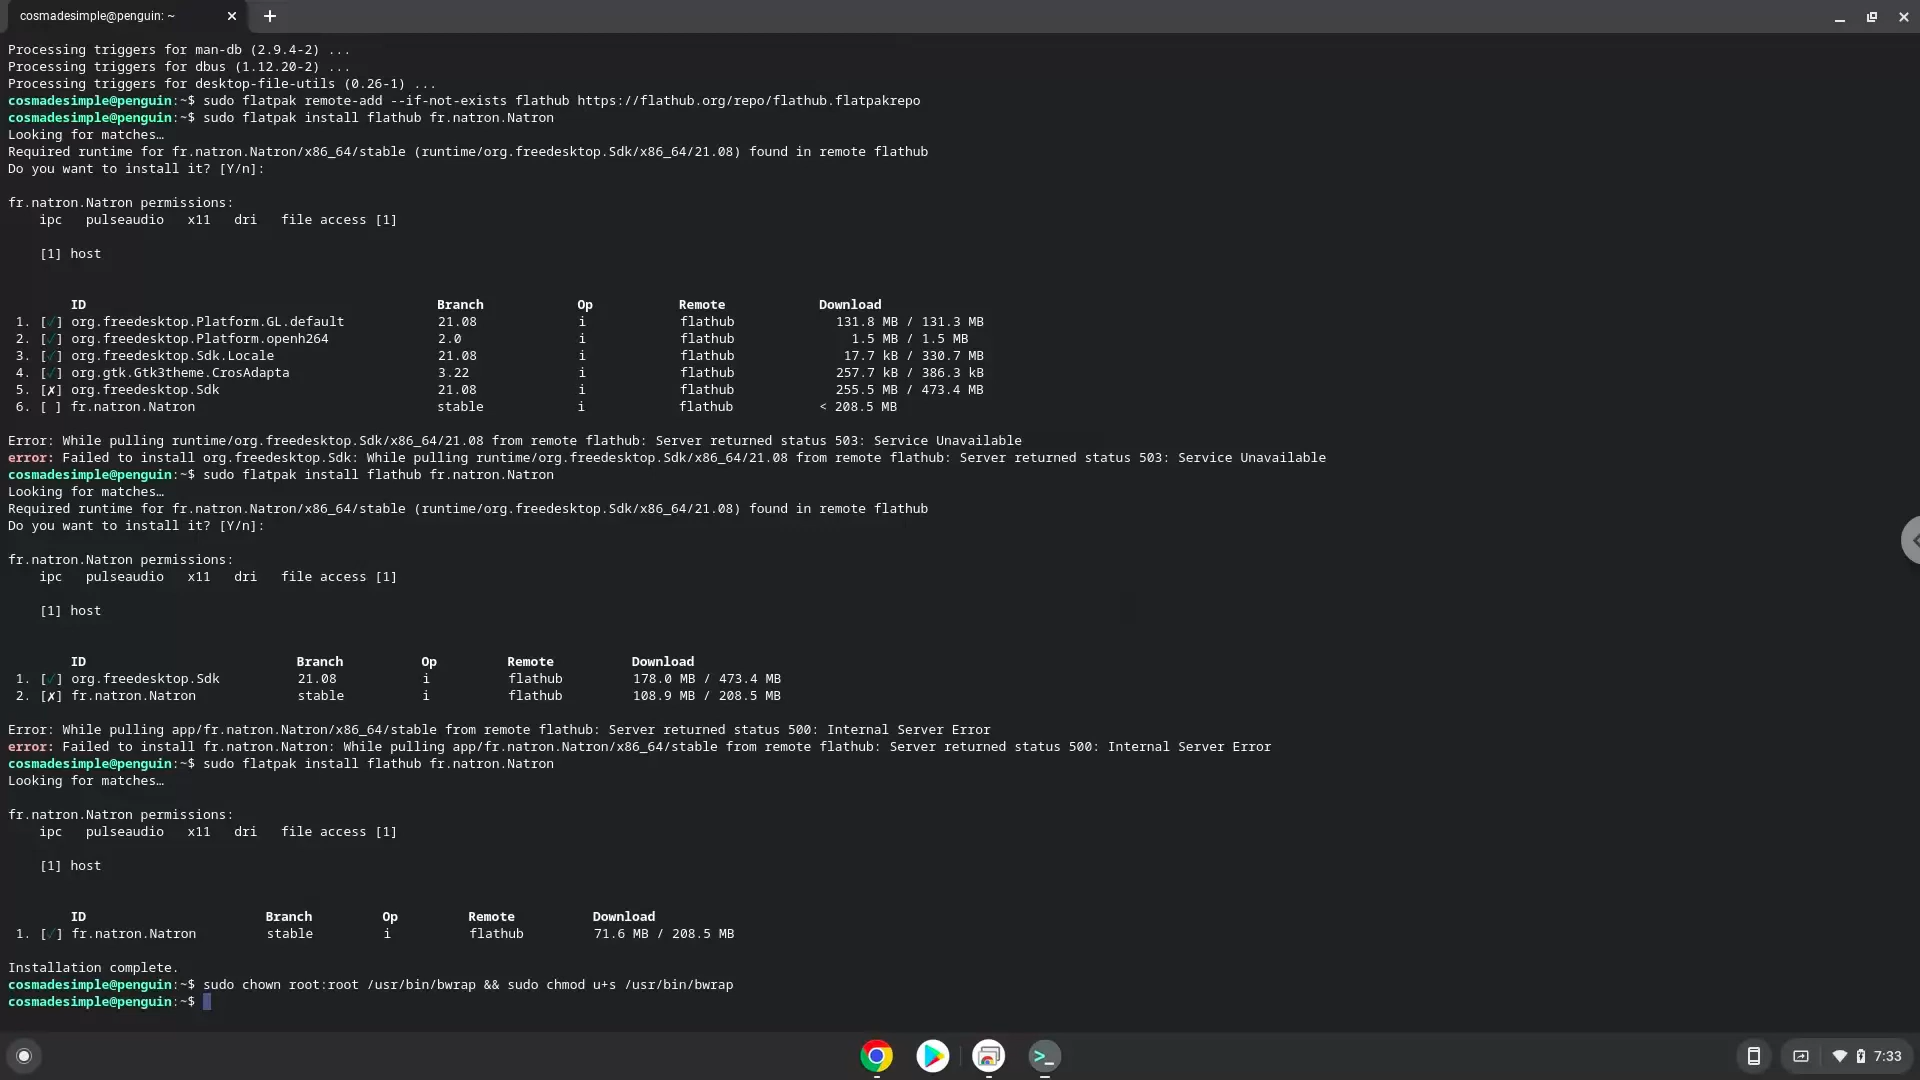 cosmadesimple@penguin: ~
Processing triggers for man-db (2.9.4-2) ...
Processing triggers for dbus (1.12.20-2) ...
Processing triggers for desktop-file-utils (0.26-1) ...
cosmadesimple@penguin:~$ sudo flatpak remote-add --if-not-exists flathub https://flathub.org/repo/flathub.flatpakrepo
cosmadesimple@penguin:~$ sudo flatpak install flathub fr.natron.Natron
Looking for matches…
Required runtime for fr.natron.Natron/x86_64/stable (runtime/org.freedesktop.Sdk/x86_64/21.08) found in remote flathub
Do you want to install it? [Y/n]:
fr.natron.Natron permissions:
ipc pulseaudio x11 dri file access [1]
[1] host
ID Branch Op Remote Download
1. [✓] org.freedesktop.Platform.GL.default 21.08 i flathub 131.8 MB / 131.3 MB
2. [✓] org.freedesktop.Platform.openh264 2.0 i flathub 1.5 MB / 1.5 MB
3. [✓] org.freedesktop.Sdk.Locale 21.08 i flathub 17.7 kB / 330.7 MB
4. [✓] org.gtk.Gtk3theme.CrosAdapta 3.22 i flathub 257.7 kB / 386.3 kB
5. [✗] org.freedesktop.Sdk 21.08 i flathub 255.5 MB / 473.4 MB
6. [ ] fr.natron.Natron stable i flathub < 208.5 MB
Error: While pulling runtime/org.freedesktop.Sdk/x86_64/21.08 from remote flathub: Server returned status 503: Service Unavailable
error: Failed to install org.freedesktop.Sdk: While pulling runtime/org.freedesktop.Sdk/x86_64/21.08 from remote flathub: Server returned status 503: Service Unavailable
cosmadesimple@penguin:~$ sudo flatpak install flathub fr.natron.Natron
Looking for matches…
Required runtime for fr.natron.Natron/x86_64/stable (runtime/org.freedesktop.Sdk/x86_64/21.08) found in remote flathub
Do you want to install it? [Y/n]:
fr.natron.Natron permissions:
ipc pulseaudio x11 dri file access [1]
[1] host
ID Branch Op Remote Download
1. [✓] org.freedesktop.Sdk 21.08 i flathub 178.0 MB / 473.4 MB
2. [✗] fr.natron.Natron stable i flathub 108.9 MB / 208.5 MB
Error: While pulling app/fr.natron.Natron/x86_64/stable from remote flathub: Server returned status 500: Internal Server Error
error: Failed to install fr.natron.Natron: While pulling app/fr.natron.Natron/x86_64/stable from remote flathub: Server returned status 500: Internal Server Error
cosmadesimple@penguin:~$ sudo flatpak install flathub fr.natron.Natron
Looking for matches…
fr.natron.Natron permissions:
ipc pulseaudio x11 dri file access [1]
[1] host
ID Branch Op Remote Download
1. [✓] fr.natron.Natron stable i flathub 71.6 MB / 208.5 MB
Installation complete.
cosmadesimple@penguin:~$ sudo chown root:root /usr/bin/bwrap && sudo chmod u+s /usr/bin/bwrap
cosmadesimple@penguin:~$
7:33